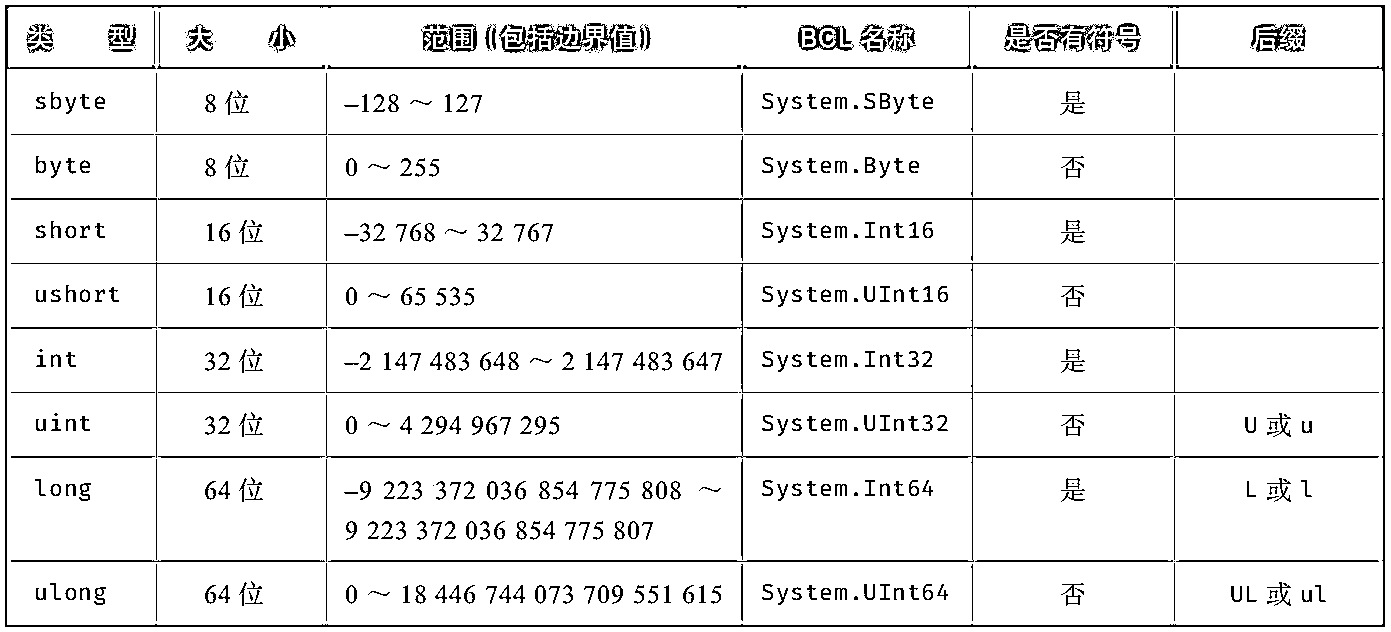 类 型 大 小 范围（包括边界值） BCL 名称 是否有符号 后缀
sbyte 8 位 –128 ～ 127 System.SByte 是
byte 8 位 0 ～ 255 System.Byte 否
short 16 位 –32 768 ～ 32 767 System.Int16 是
ushort 16 位 0 ～ 65 535 System.UInt16 否
int 32 位 –2 147 483 648 ～ 2 147 483 647 System.Int32 是
uint 32 位 0 ～ 4 294 967 295 System.UInt32 否 U 或 u
long 64 位 –9 223 372 036 854 775 808 ～ System.Int64 是 L 或 l
9 223 372 036 854 775 807
ulong 64 位 0 ～ 18 446 744 073 709 551 615 System.UInt64 否 UL 或 ul